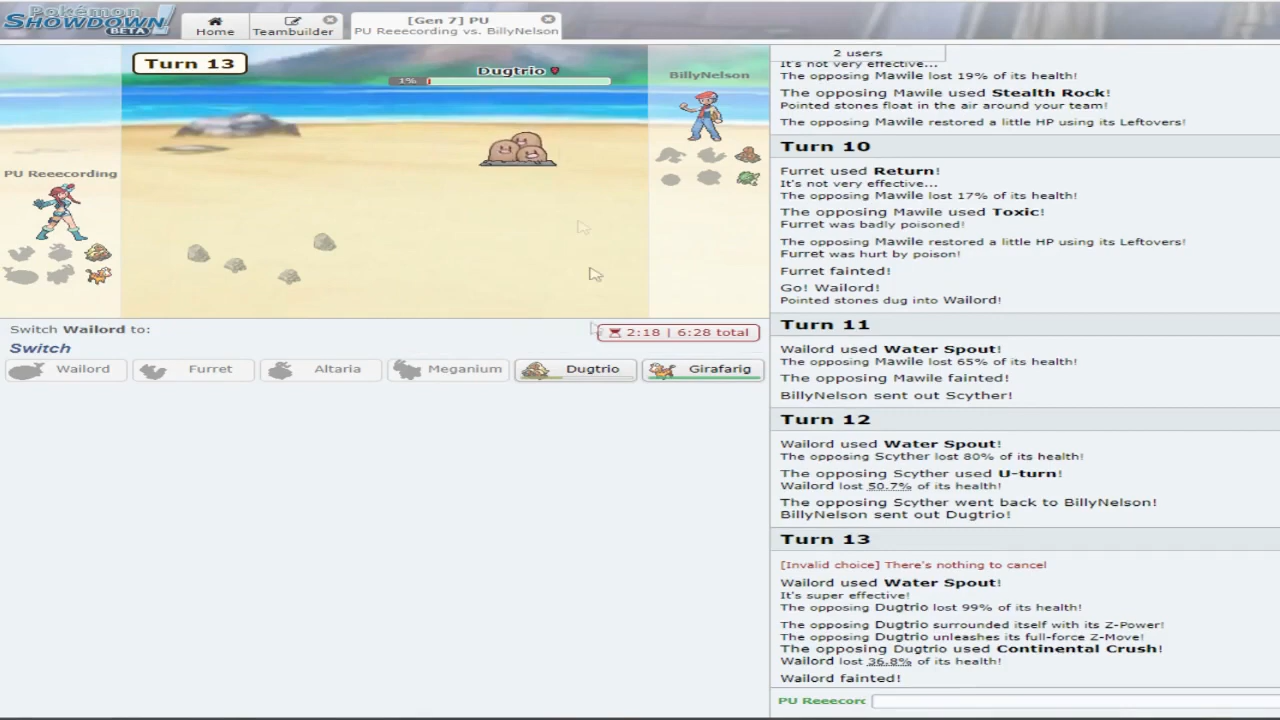 Pokémon
SHOWDOWN!
BETA
Home
Teambuilder
[Gen 7] PU
PU Reeecording vs. BillyNelson
Turn 13
Dugtrio
1%
BillyNelson
PU Reeecording
Switch Wailord to:
2:18 | 6:28 total
Switch
Wailord
Furret
Altaria
Meganium
Dugtrio
Girafarig
2 users
It's not very effective...
The opposing Mawile lost 19% of its health!
The opposing Mawile used Stealth Rock!
Pointed stones float in the air around your team!
The opposing Mawile restored a little HP using its Leftovers!
Turn 10
Furret used Return!
It's not very effective...
The opposing Mawile lost 17% of its health!
The opposing Mawile used Toxic!
Furret was badly poisoned!
The opposing Mawile restored a little HP using its Leftovers!
Furret was hurt by poison!
Furret fainted!
Go! Wailord!
Pointed stones dug into Wailord!
Turn 11
Wailord used Water Spout!
The opposing Mawile lost 65% of its health!
The opposing Mawile fainted!
BillyNelson sent out Scyther!
Turn 12
Wailord used Water Spout!
The opposing Scyther lost 80% of its health!
The opposing Scyther used U-turn!
Wailord lost 50.7% of its health!
The opposing Scyther went back to BillyNelson!
BillyNelson sent out Dugtrio!
Turn 13
[Invalid choice] There's nothing to cancel
Wailord used Water Spout!
It's super effective!
The opposing Dugtrio lost 99% of its health!
The opposing Dugtrio surrounded itself with its Z-Power!
The opposing Dugtrio unleashes its full-force Z-Move!
The opposing Dugtrio used Continental Crush!
Wailord lost 36.8% of its health!
Wailord fainted!
PU Reeecorc